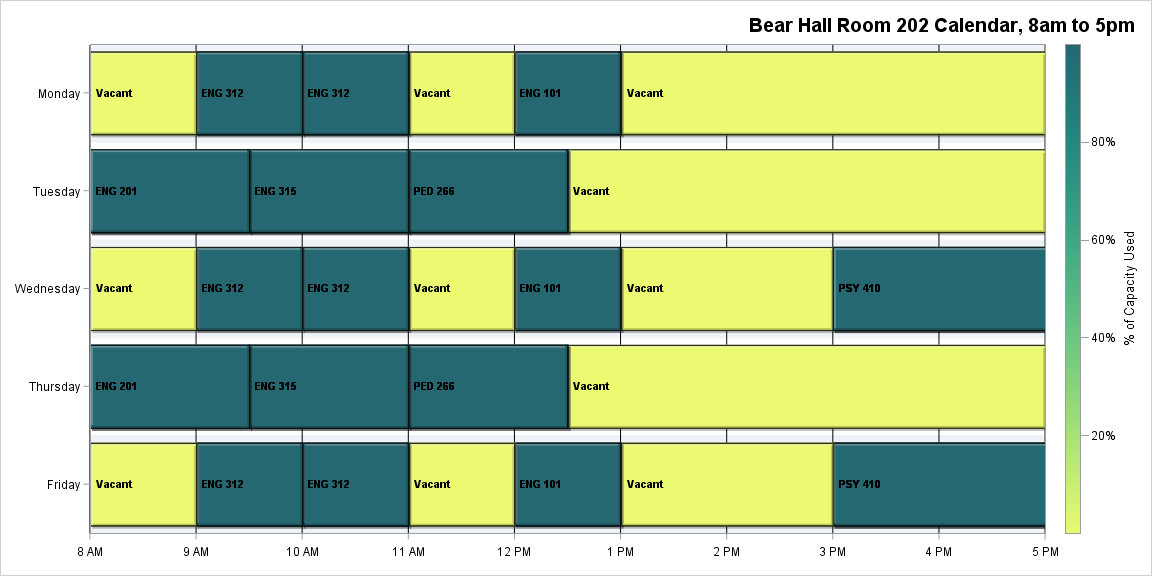 Bear Hall Room 202 Calendar, 8am to 5pm
Monday
Vacant
ENG 312
ENG 312
Vacant
ENG 101
Vacant
Tuesday
ENG 201
ENG 315
PED 266
Vacant
Wednesday
Vacant
ENG 312
ENG 312
Vacant
ENG 101
Vacant
PSY 410
Thursday
ENG 201
ENG 315
PED 266
Vacant
Friday
Vacant
ENG 312
ENG 312
Vacant
ENG 101
Vacant
PSY 410
8 AM
9 AM
10 AM
11 AM
12 PM
1 PM
2 PM
3 PM
4 PM
5 PM
80%
60%
40%
20%
% of Capacity Used